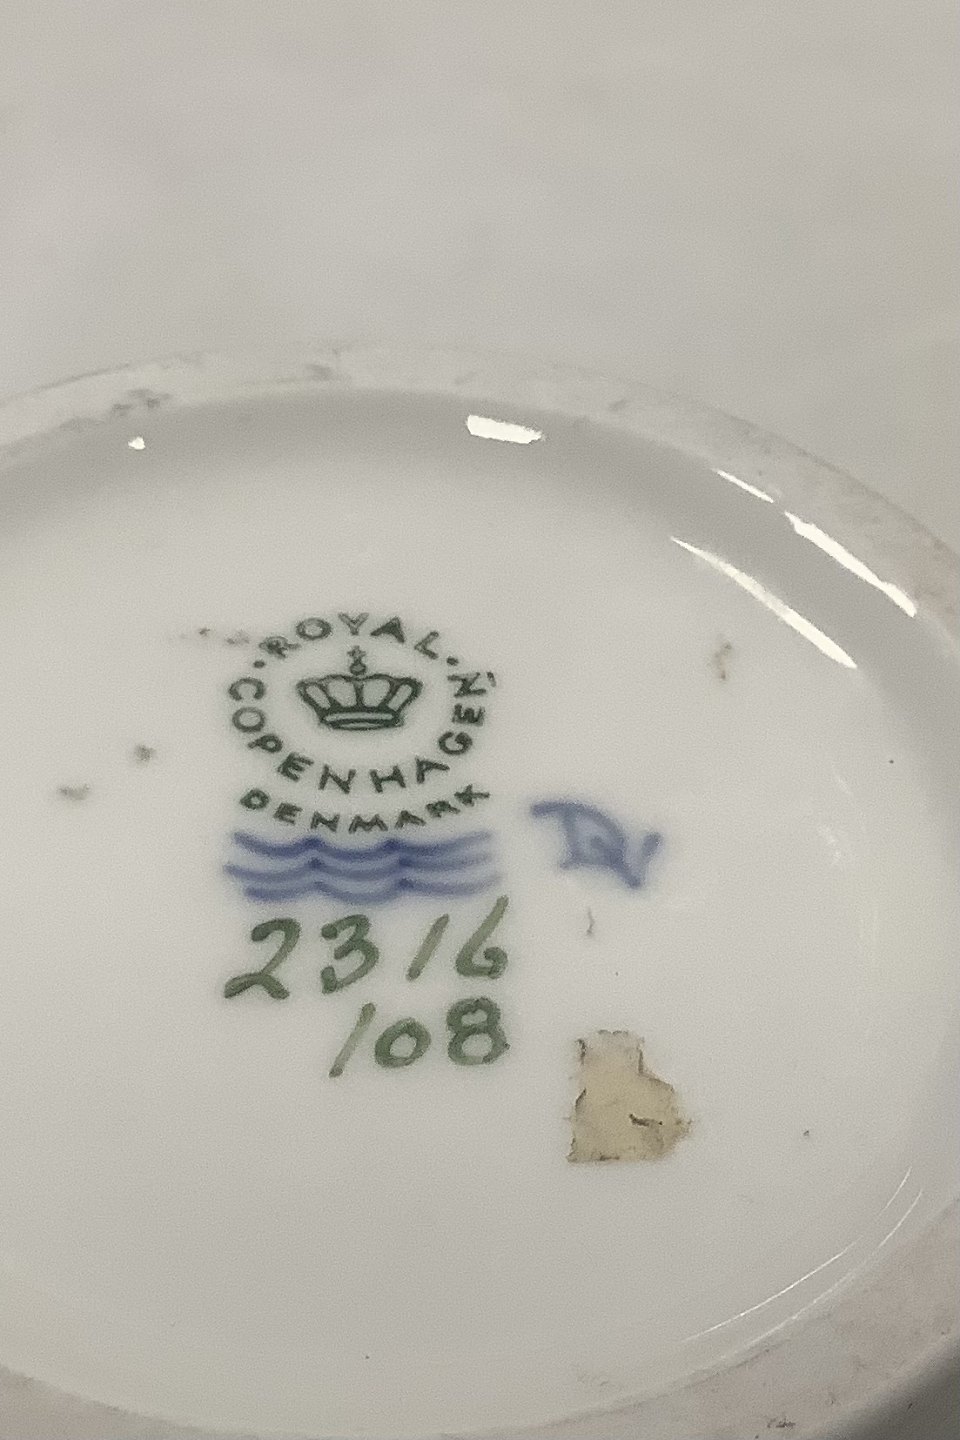 ROYAL
COPENHAGEN
DENMARK
2316
108